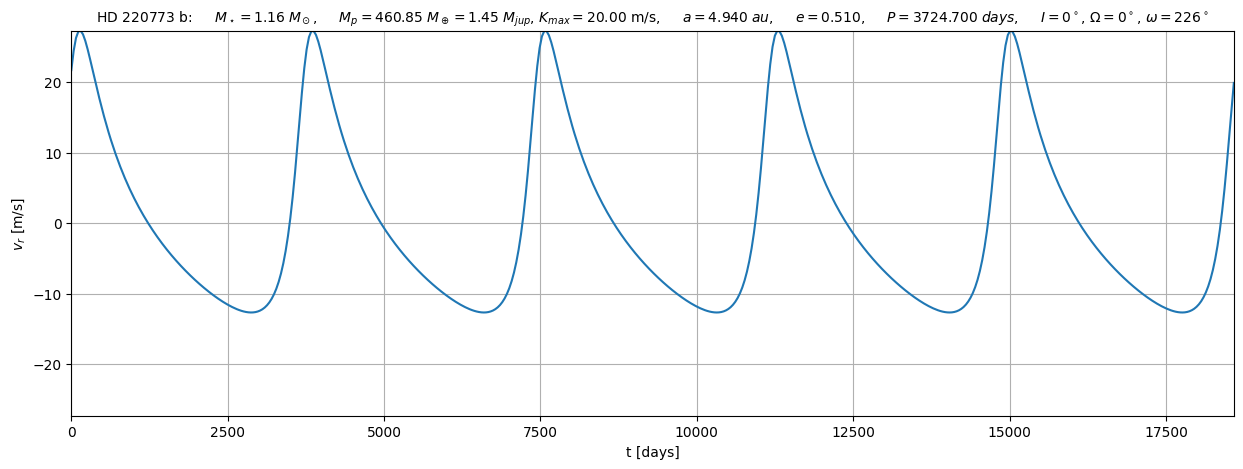 HD 220773 b: M⋆ = 1.16 M⊙, Mp = 460.85 M⊕ = 1.45 Mjup, Kmax = 20.00 m/s, a = 4.940 au, e = 0.510, P = 3724.700 days, I = 0°, Ω = 0°, ω = 226°
20
10
0
−10
−20
vr [m/s]
0 2500 5000 7500 10000 12500 15000 17500
t [days]